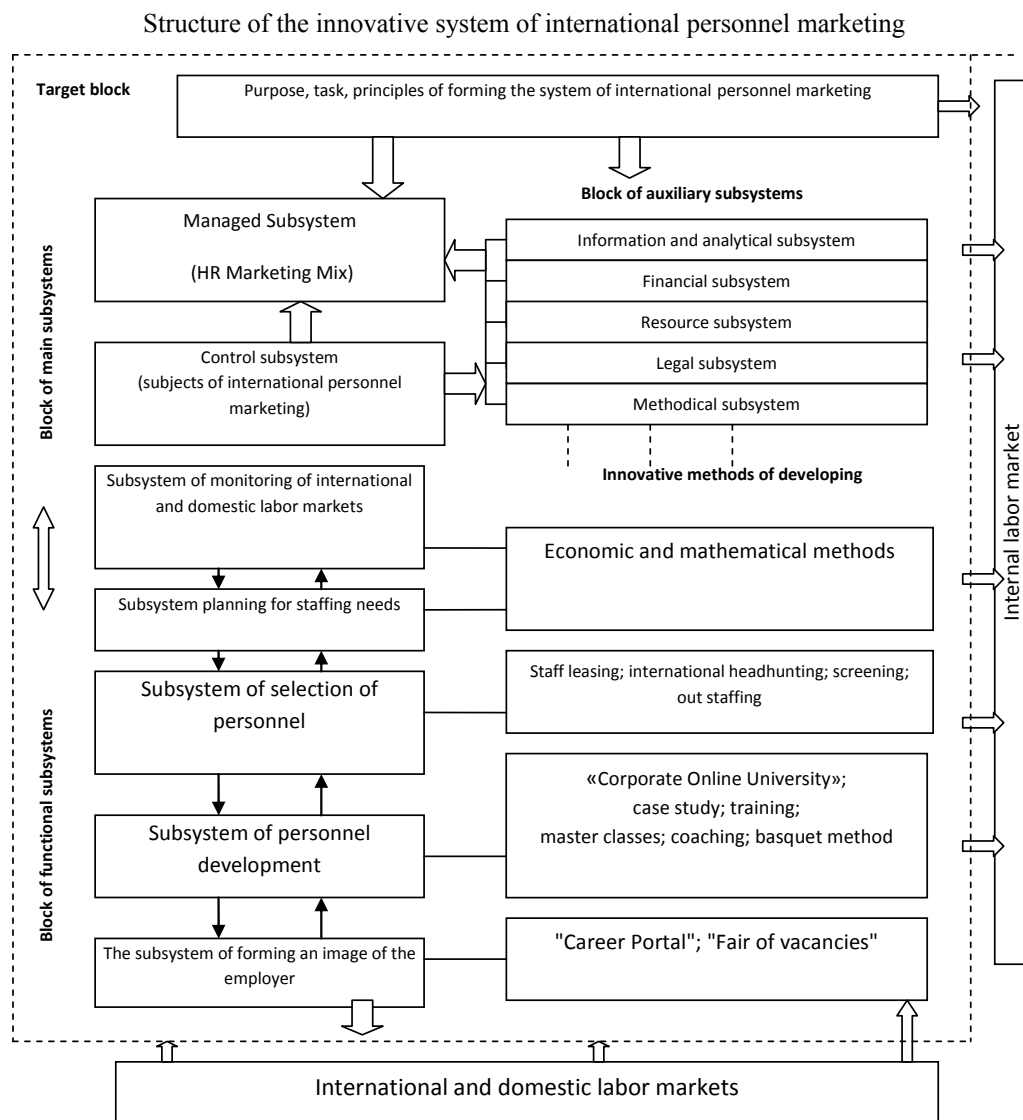 Structure of the innovative system of international personnel marketing
Target block
Purpose, task, principles of forming the system of international personnel marketing
Block of auxiliary subsystems
Block of main subsystems
Managed Subsystem
(HR Marketing Mix)
Information and analytical subsystem
Financial subsystem
Resource subsystem
Legal subsystem
Methodical subsystem
Control subsystem
(subjects of international personnel
marketing)
Innovative methods of developing
Internal labor market
Block of functional subsystems
Subsystem of monitoring of international
and domestic labor markets
Economic and mathematical methods
Subsystem planning for staffing needs
Subsystem of selection of
personnel
Staff leasing; international headhunting; screening;
out staffing
Subsystem of personnel
development
«Corporate Online University»;
case study; training;
master classes; coaching; basquet method
The subsystem of forming an image of the
employer
"Career Portal"; "Fair of vacancies"
International and domestic labor markets